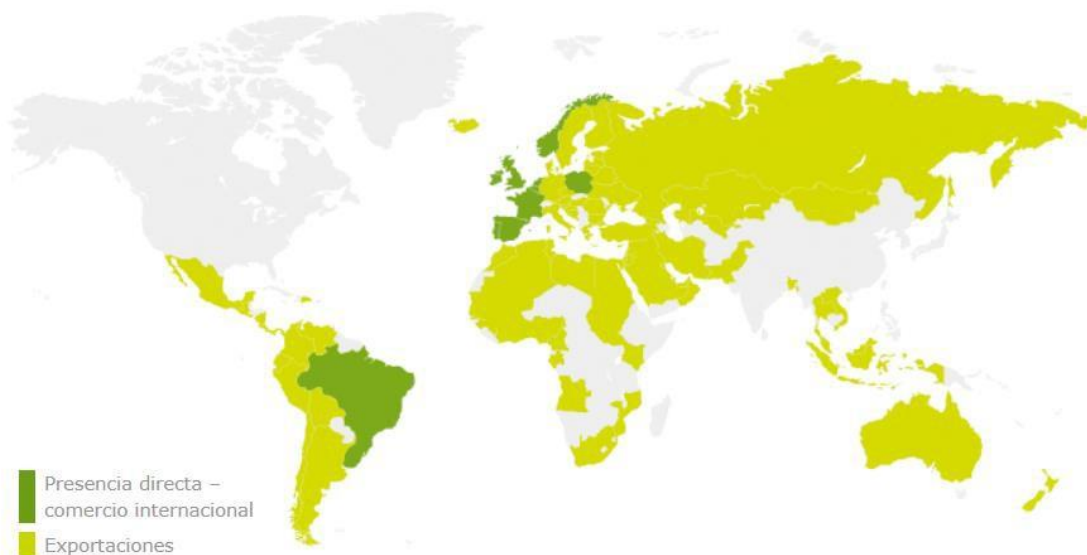 Presencia directa –
comercio internacional
Exportaciones